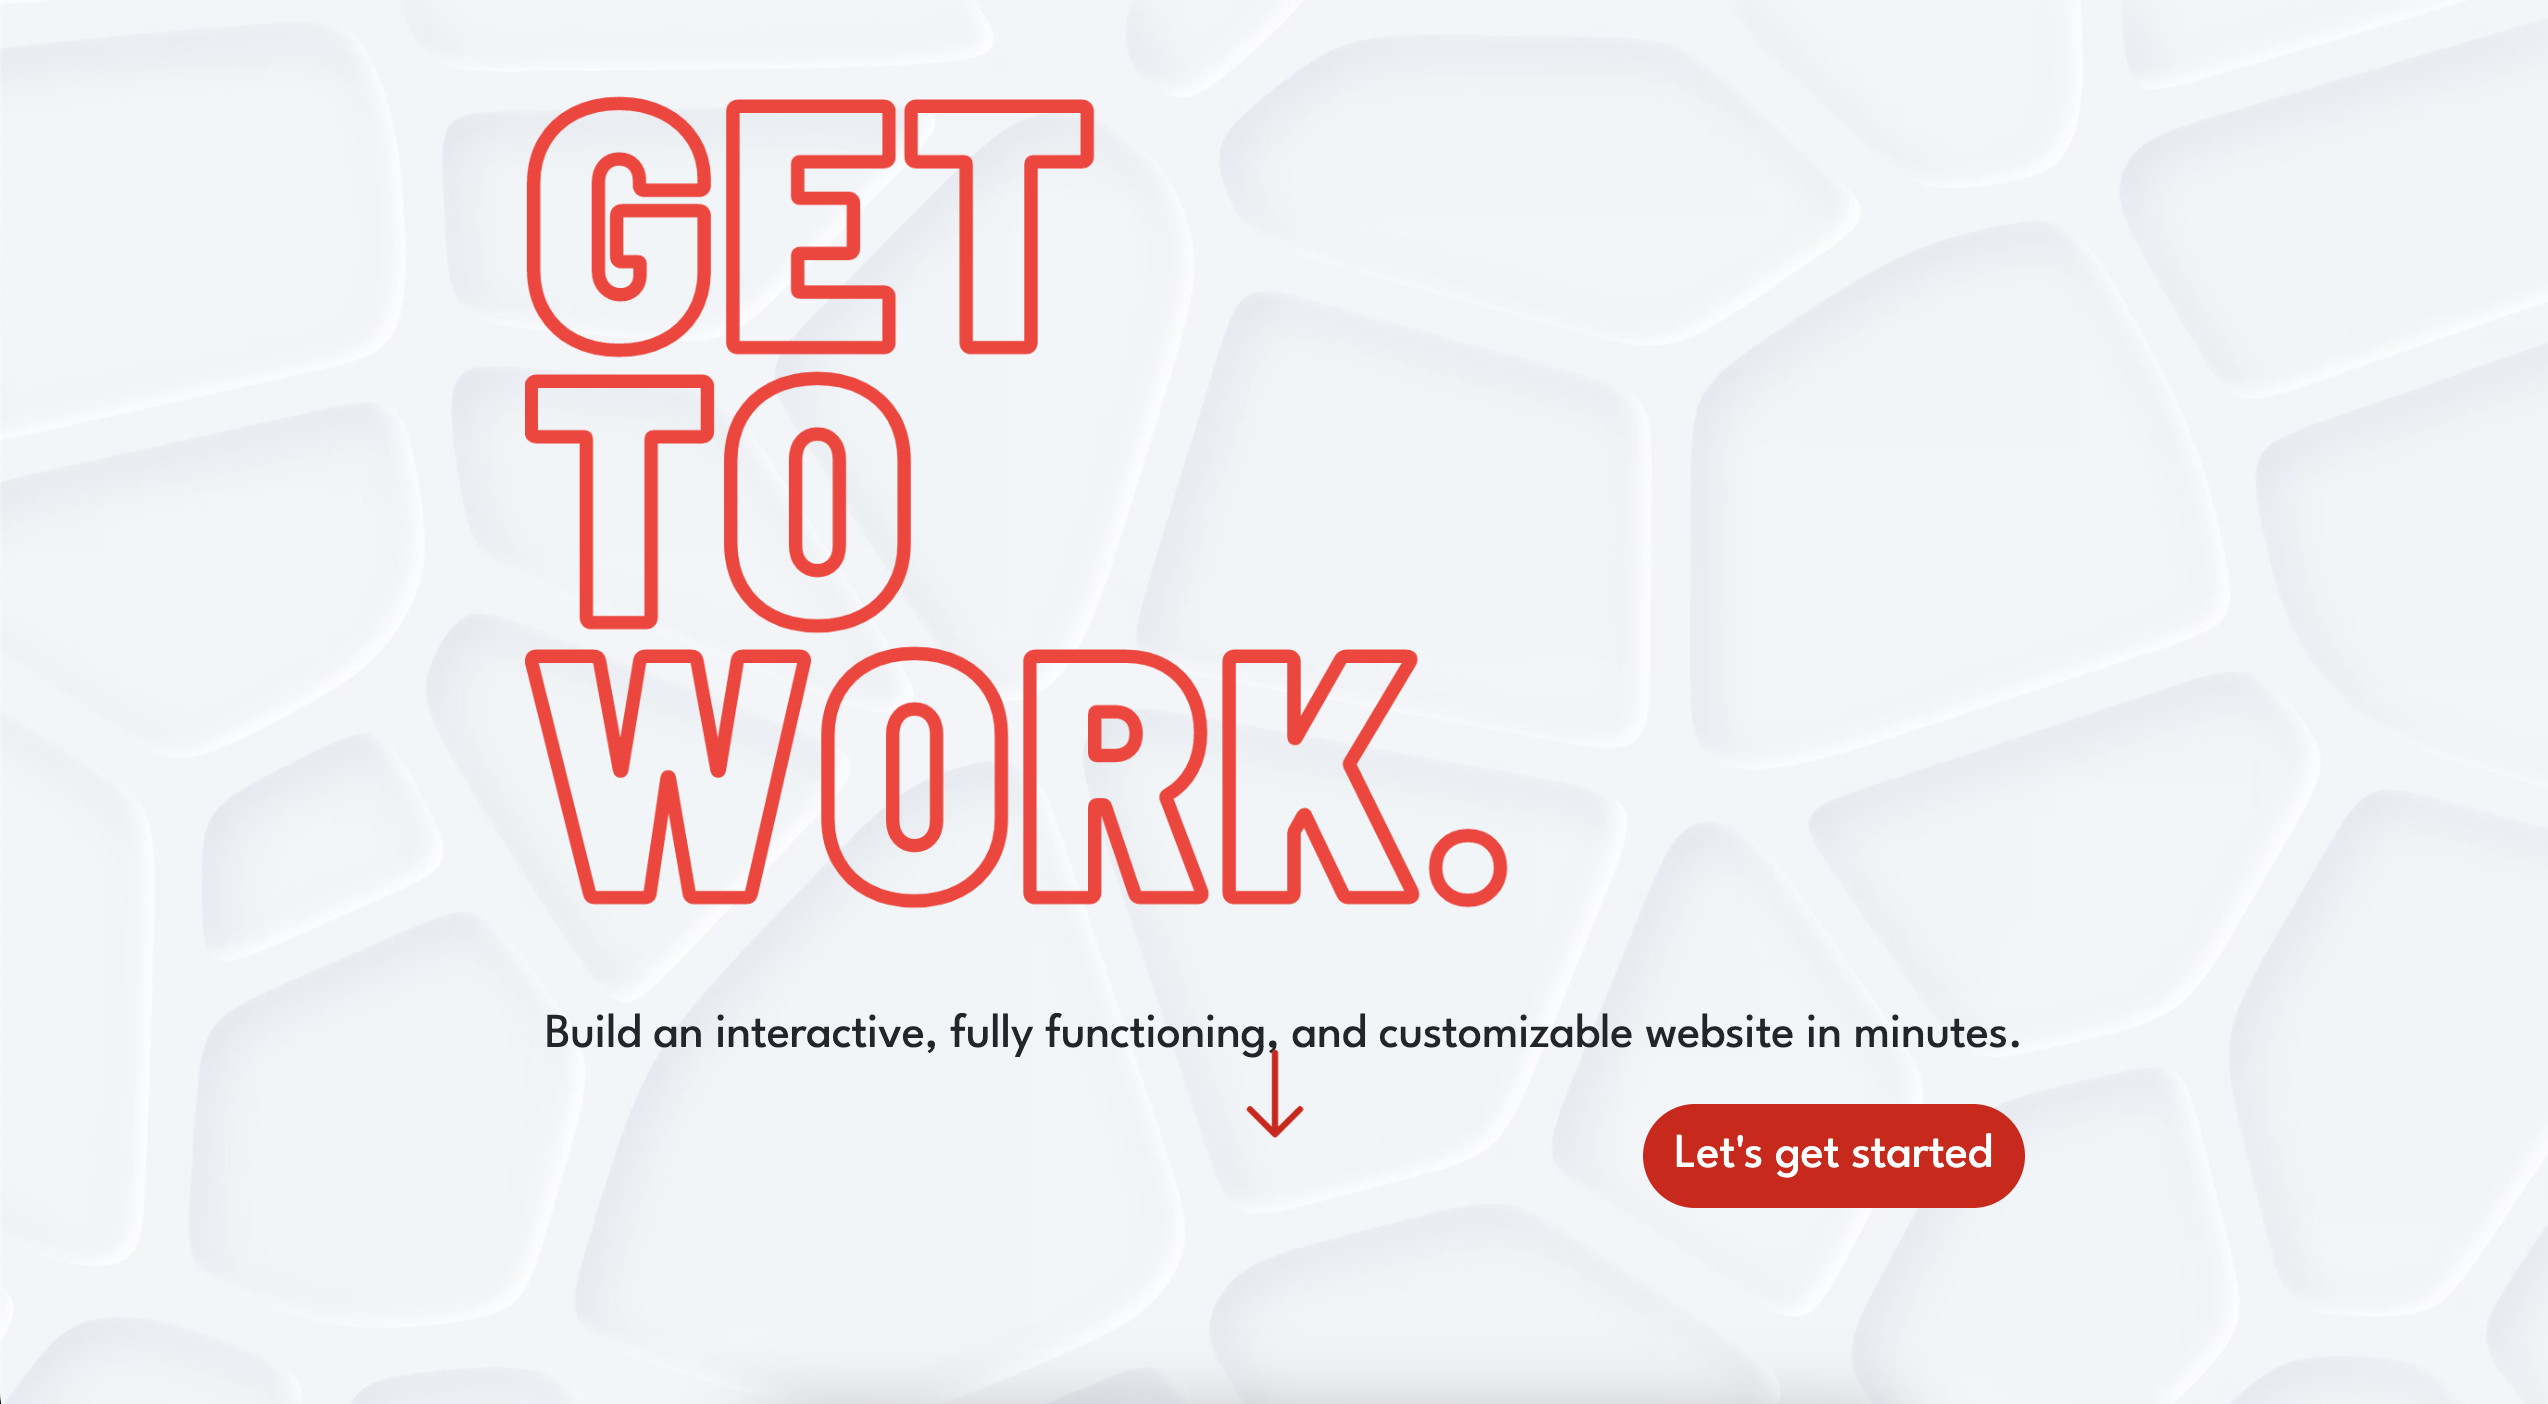 GET
TO
WORK.
Build an interactive, fully functioning, and customizable website in minutes.
Let's get started